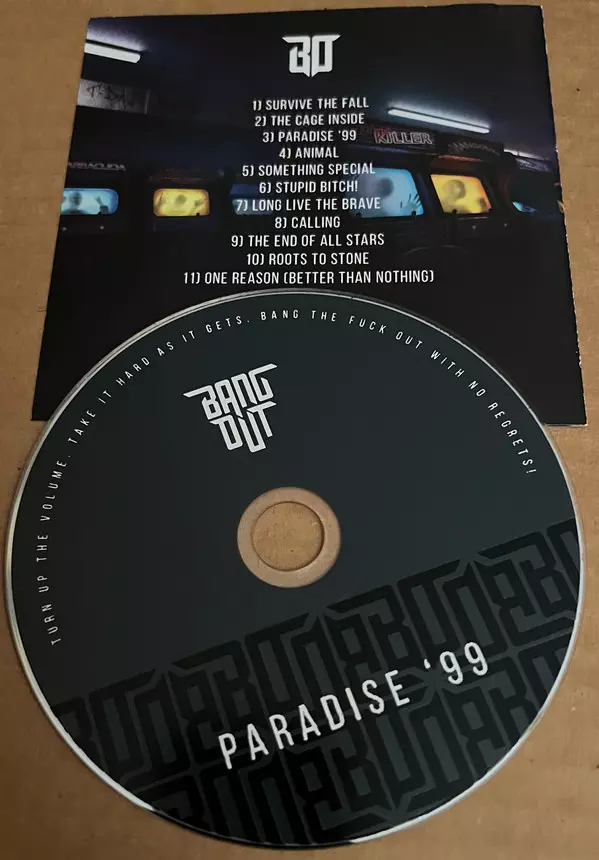 BO
1) SURVIVE THE FALL
2) THE CAGE INSIDE
3) PARADISE '99
KILLER
4) ANIMAL
5) SOMETHING SPECIAL
6) STUPID BITCH!
7) LONG LIVE THE BRAVE
8) CALLING
9) THE END OF ALL STARS
10) ROOTS TO STONE
11) ONE REASON (BETTER THAN NOTHING)
TURN UP THE VOLUME. TAKE IT HARD AS IT GETS. BANG THE FUCK OUT WITH NO REGRETS!
BANG
OUT
PARADISE '99